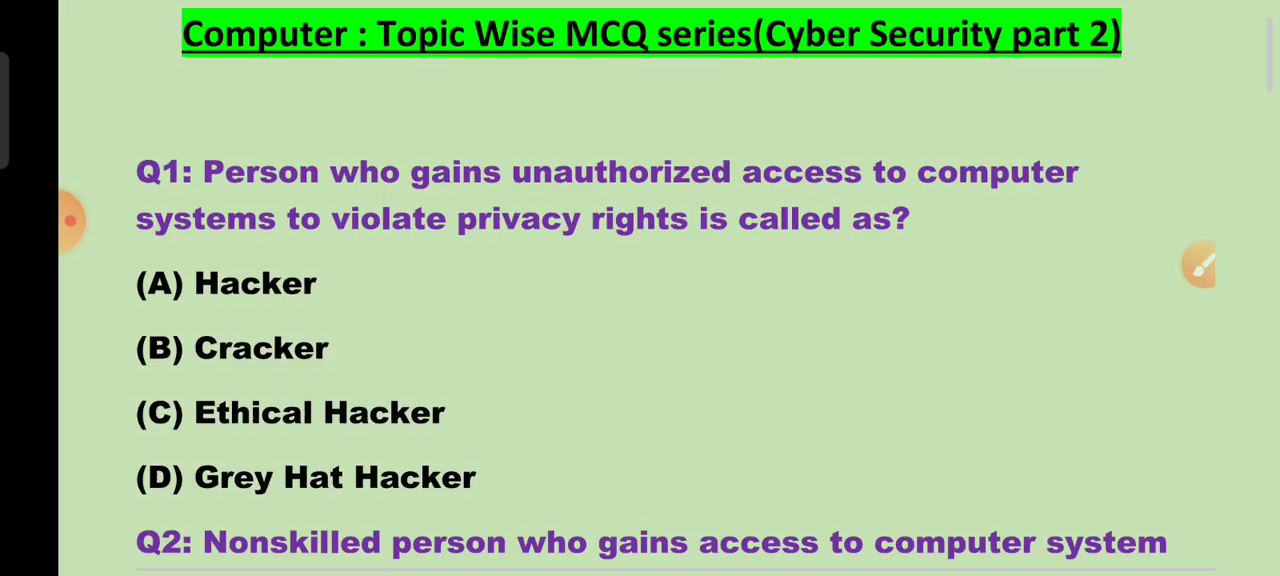 Computer : Topic Wise MCQ series(Cyber Security part 2)
Q1: Person who gains unauthorized access to computer
systems to violate privacy rights is called as?
(A) Hacker
(B) Cracker
(C) Ethical Hacker
(D) Grey Hat Hacker
Q2: Nonskilled person who gains access to computer system